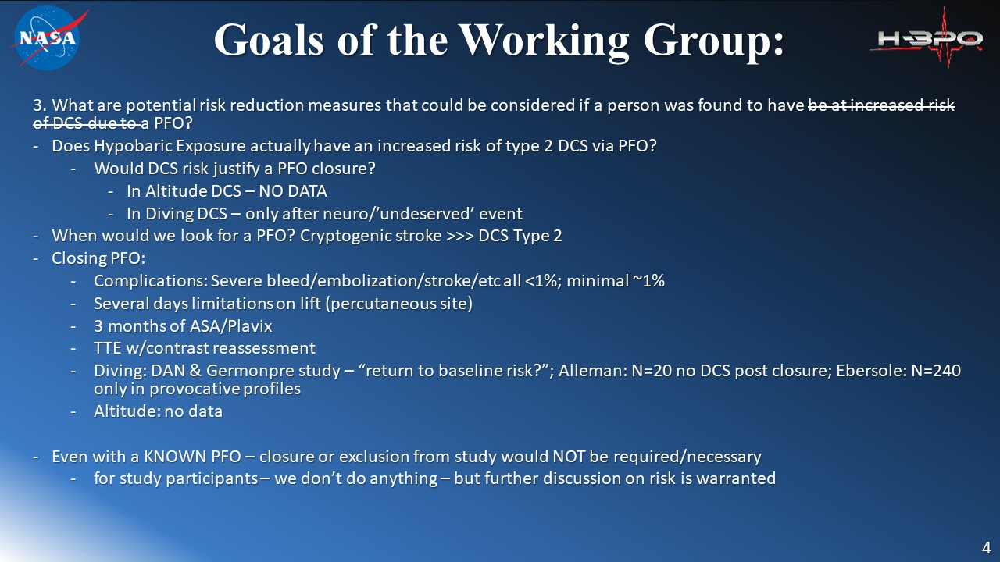 NASA
Goals of the Working Group:
H-3PO
3. What are potential risk reduction measures that could be considered if a person was found to have be at increased risk
of DCS due to a PFO?
- Does Hypobaric Exposure actually have an increased risk of type 2 DCS via PFO?
- Would DCS risk justify a PFO closure?
- In Altitude DCS – NO DATA
- In Diving DCS – only after neuro/’undeserved’ event
- When would we look for a PFO? Cryptogenic stroke >>> DCS Type 2
- Closing PFO:
- Complications: Severe bleed/embolization/stroke/etc all <1%; minimal ~1%
- Several days limitations on lift (percutaneous site)
- 3 months of ASA/Plavix
- TTE w/contrast reassessment
- Diving: DAN & Germonpre study – “return to baseline risk?”; Alleman: N=20 no DCS post closure; Ebersole: N=240
only in provocative profiles
- Altitude: no data
- Even with a KNOWN PFO – closure or exclusion from study would NOT be required/necessary
- for study participants – we don’t do anything – but further discussion on risk is warranted
4